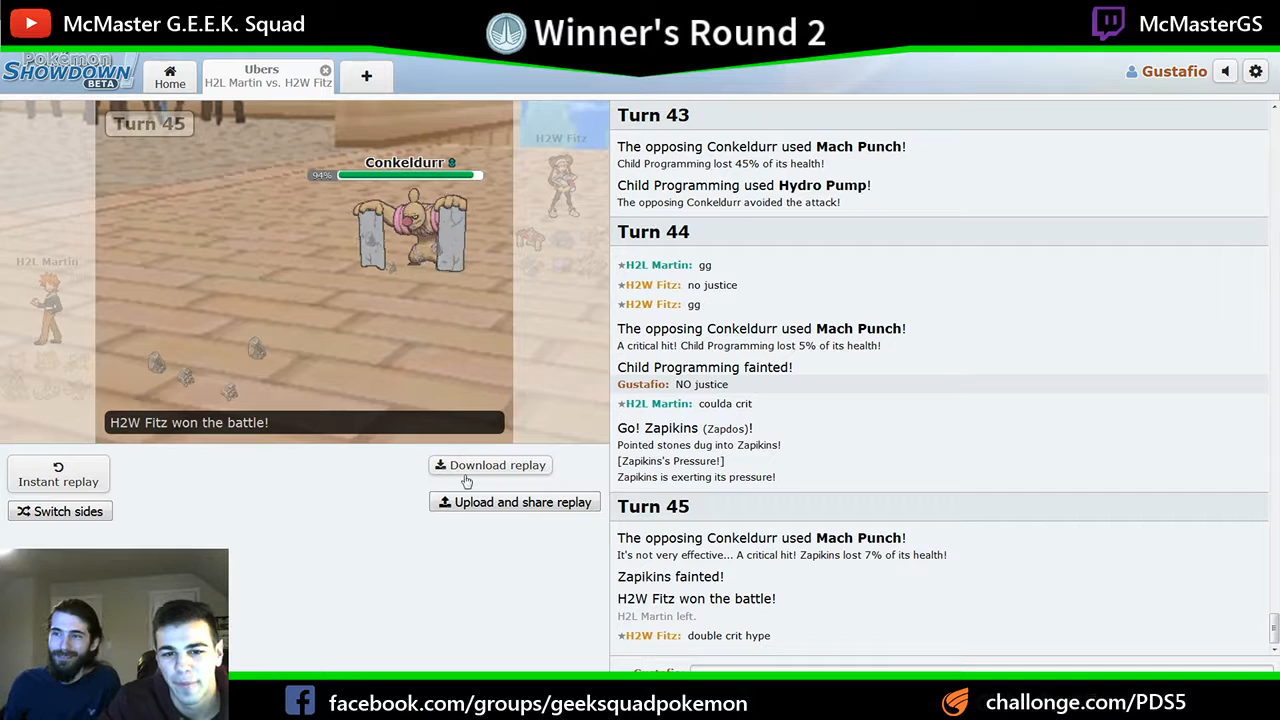 McMaster G.E.E.K. Squad
Winner's Round 2
McMasterGS
Pokémon
SHOWDOWN
BETA
Home
Ubers
H2L Martin vs. H2W Fitz
+
Gustafio
Turn 45
Conkeldurr
94%
H2W Fitz
H2L Martin
H2W Fitz won the battle!
Instant replay
Switch sides
Download replay
Upload and share replay
Turn 43
The opposing Conkeldurr used Mach Punch!
Child Programming lost 45% of its health!
Child Programming used Hydro Pump!
The opposing Conkeldurr avoided the attack!
Turn 44
★H2L Martin: gg
★H2W Fitz: no justice
★H2W Fitz: gg
The opposing Conkeldurr used Mach Punch!
A critical hit! Child Programming lost 5% of its health!
Child Programming fainted!
Gustafio: NO justice
★H2L Martin: coulda crit
Go! Zapikins (Zapdos)!
Pointed stones dug into Zapikins!
[Zapikins's Pressure!]
Zapikins is exerting its pressure!
Turn 45
The opposing Conkeldurr used Mach Punch!
It's not very effective... A critical hit! Zapikins lost 7% of its health!
Zapikins fainted!
H2W Fitz won the battle!
H2L Martin left.
★H2W Fitz: double crit hype
Gustafio:
facebook.com/groups/geeksquadpokemon
challonge.com/PDS5